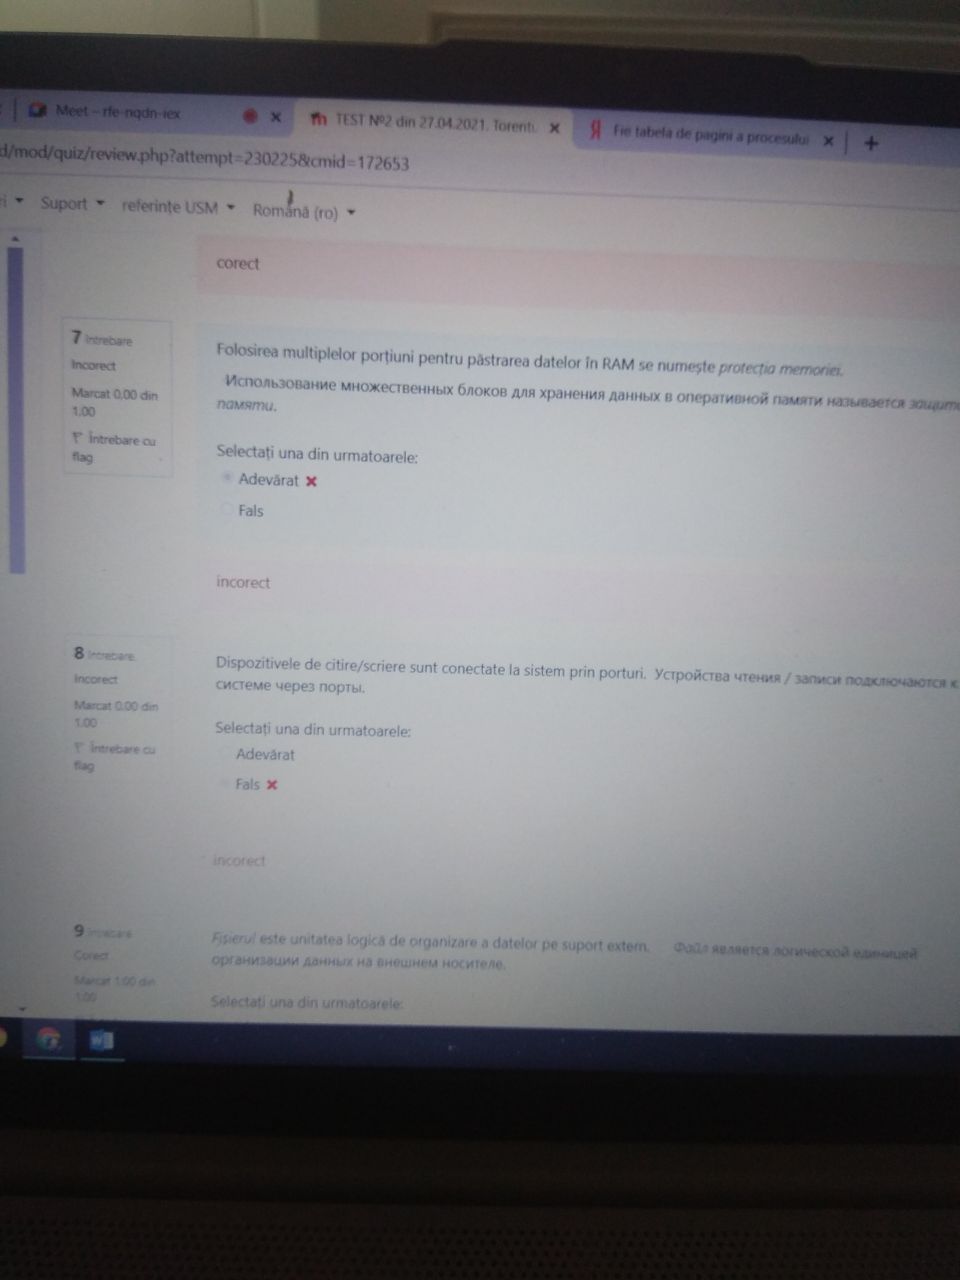 Meet – rfe-nqdn-iex
TEST №2 din 27.04.2021. Torentu
Fie tabela de pagini a procesului
d/mod/quiz/review.php?attempt=230225&cmid=172653
Suport
referințe USM
Română (ro)
corect
7 Întrebare
Incorect
Marcat 0.00 din
1.00
Întrebare cu
flag
Folosirea multiplelor porțiuni pentru păstrarea datelor în RAM se numește protecția memoriei.
Использование множественных блоков для хранения данных в оперативной памяти называется
памяти.
Selectați una din urmatoarele:
Adevărat
Fals
incorect
8 Întrebare
Incorect
Marcat 0.00 din
1.00
Întrebare cu
flag
Dispozitivele de citire/scriere sunt conectate la sistem prin porturi. Устройства чтения / записи подключаются к
системе через порты.
Selectați una din urmatoarele:
Adevărat
Fals
incorect
9 Întrebare
Corect
Marcat 1.00 din
1.00
Fișierul este unitatea logică de organizare a datelor pe suport extern. Файл является логической единицей
организации данных на внешнем носителе.
Selectați una din urmatoarele: